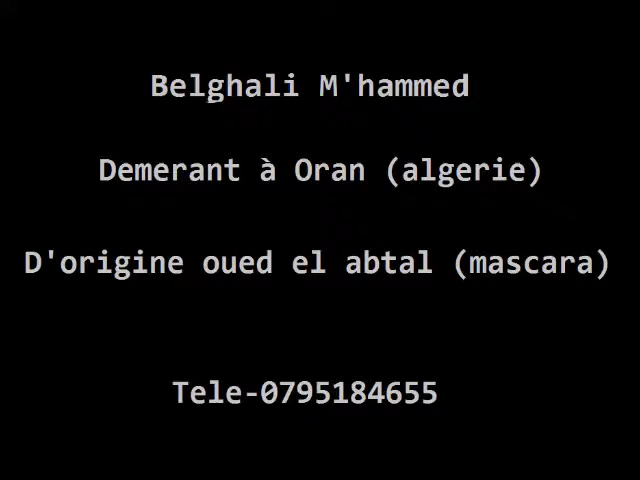 Belghali M'hammed
Demerant à Oran (algerie)
D'origine oued el abtal (mascara)
Tele-0795184655